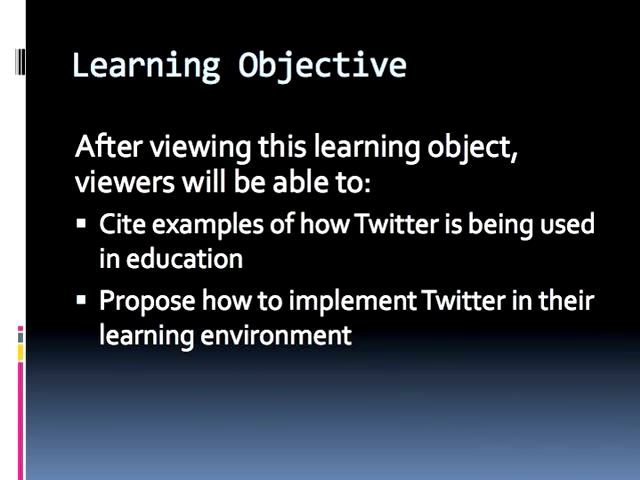 Learning Objective
After viewing this learning object,
viewers will be able to:
▪ Cite examples of how Twitter is being used
in education
▪ Propose how to implement Twitter in their
learning environment